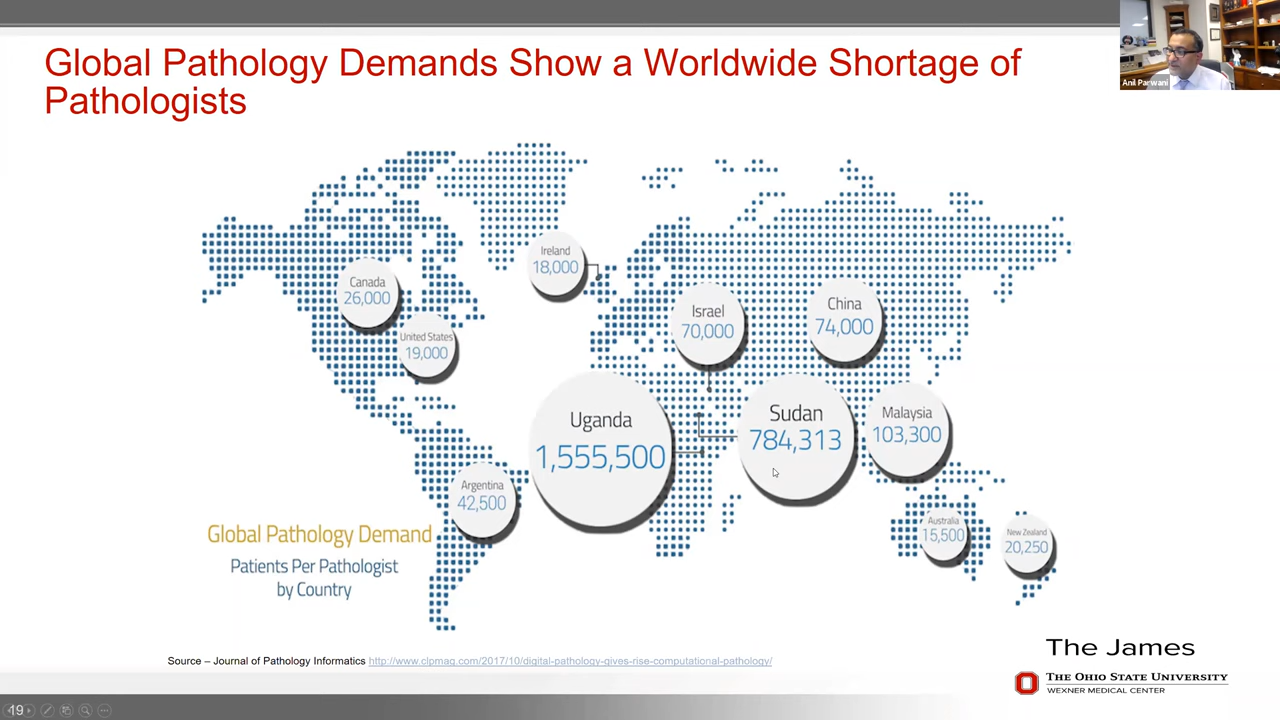 Global Pathology Demands Show a Worldwide Shortage of
Pathologists
Anil Parwani
Ireland
18,000
Canada
26,000
United States
19,000
Israel
70,000
China
74,000
Uganda
1,555,500
Sudan
784,313
Malaysia
103,300
Argentina
42,500
Australia
15,500
New Zealand
20,250
Global Pathology Demand
Patients Per Pathologist
by Country
Source – Journal of Pathology Informatics http://www.clpmag.com/2017/10/digital-pathology-gives-rise-computational-pathology/
The James
THE OHIO STATE UNIVERSITY
WEXNER MEDICAL CENTER
19